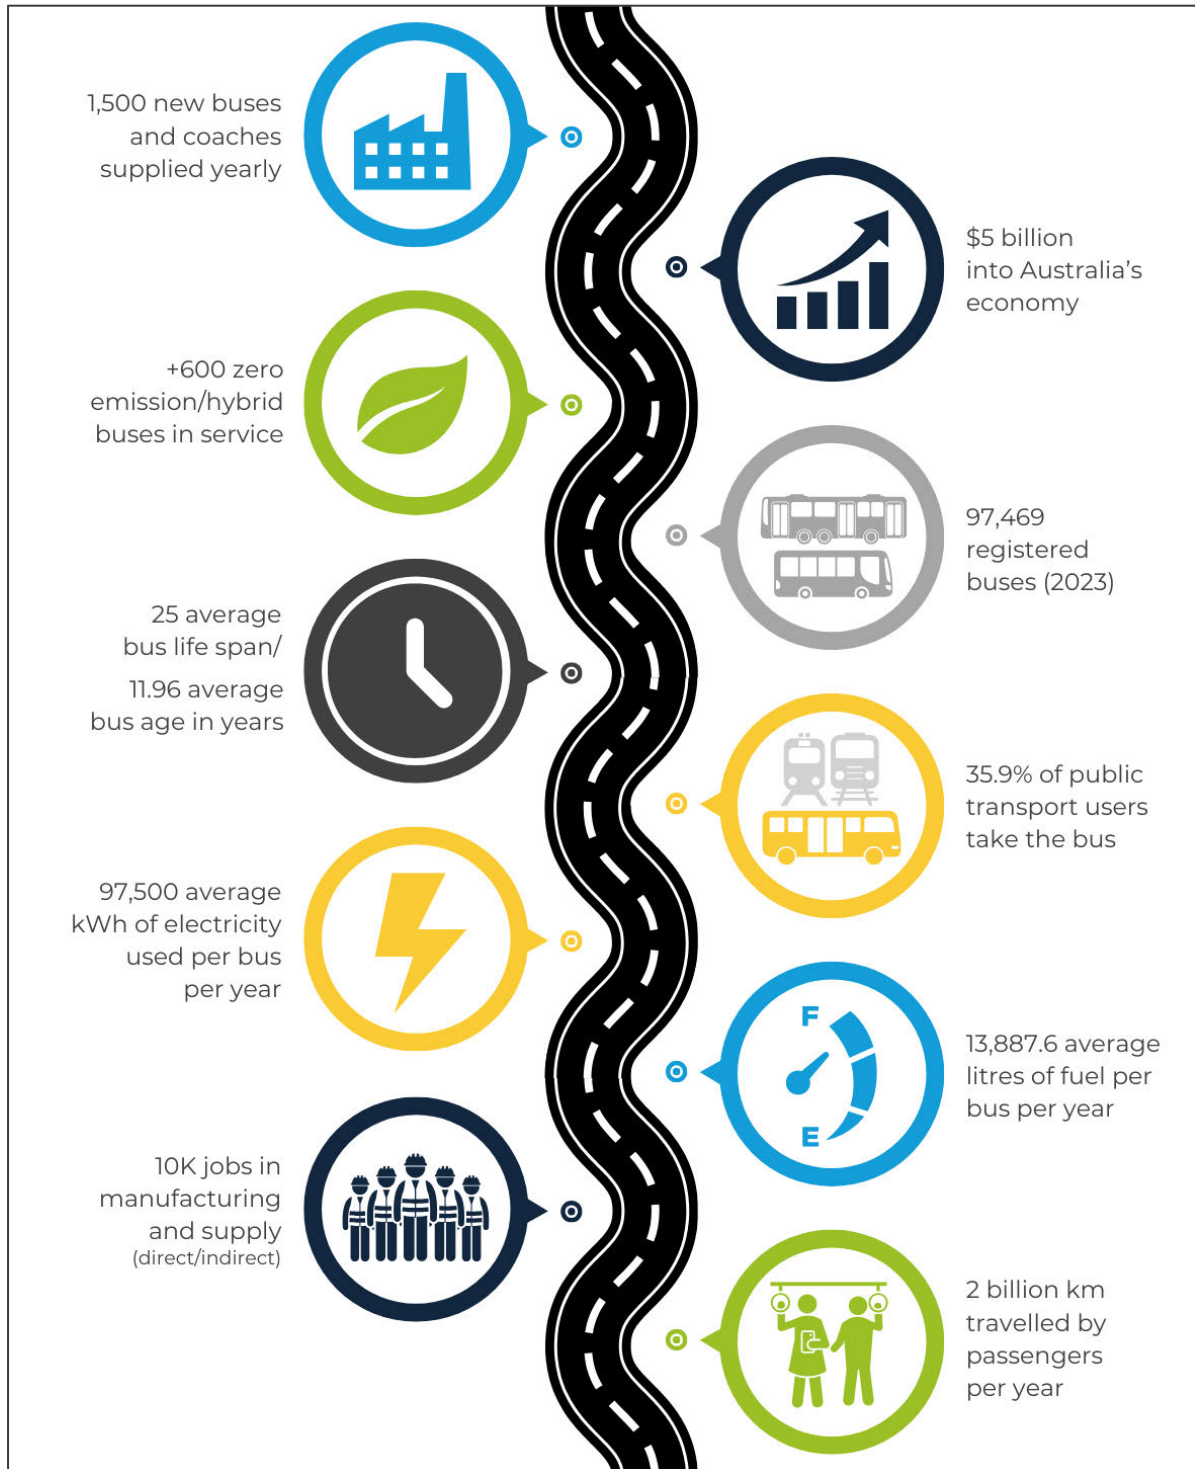 1,500 new buses
and coaches
supplied yearly
$5 billion
into Australia's
economy
+600 zero
emission/hybrid
buses in service
97,469
registered
buses (2023)
25 average
bus life span/
11.96 average
bus age in years
35.9% of public
transport users
take the bus
97,500 average
kWh of electricity
used per bus
per year
F
E
13,887.6 average
litres of fuel per
bus per year
10K jobs in
manufacturing
and supply
(direct/indirect)
2 billion km
travelled by
passengers
per year